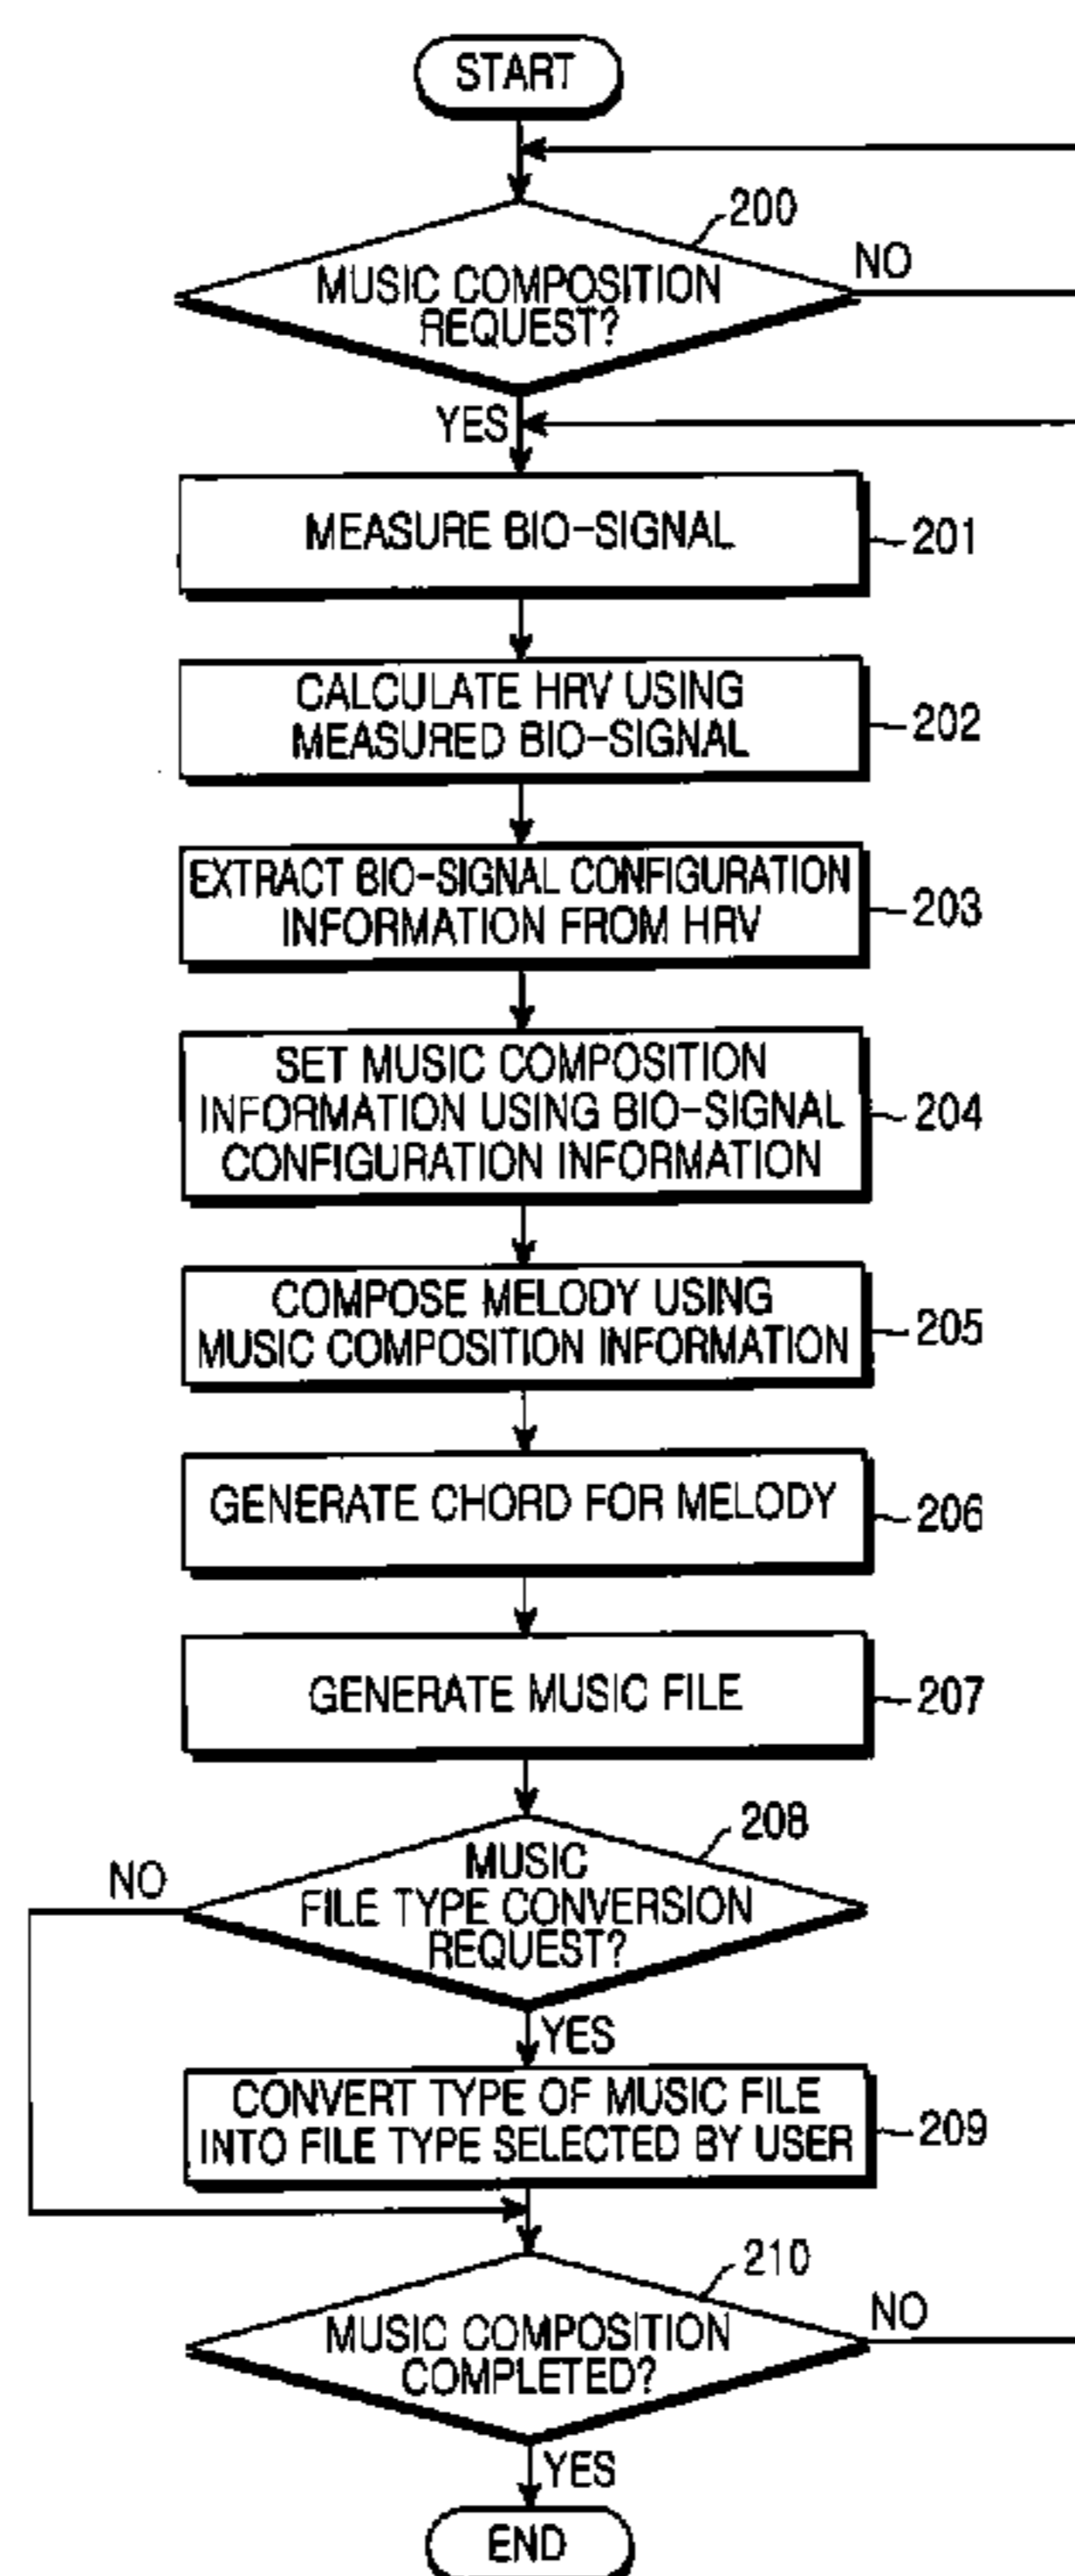 START
200
MUSIC COMPOSITION
REQUEST?
NO
YES
MEASURE BIO-SIGNAL
201
CALCULATE HRV USING
MEASURED BIO-SIGNAL
202
EXTRACT BIO-SIGNAL CONFIGURATION
INFORMATION FROM HRV
203
SET MUSIC COMPOSITION
INFORMATION USING BIO-SIGNAL
CONFIGURATION INFORMATION
204
COMPOSE MELODY USING
MUSIC COMPOSITION INFORMATION
205
GENERATE CHORD FOR MELODY
206
GENERATE MUSIC FILE
207
208
NO
MUSIC
FILE TYPE CONVERSION
REQUEST?
YES
CONVERT TYPE OF MUSIC FILE
INTO FILE TYPE SELECTED BY USER
209
210
MUSIC COMPOSITION
COMPLETED?
NO
YES
END